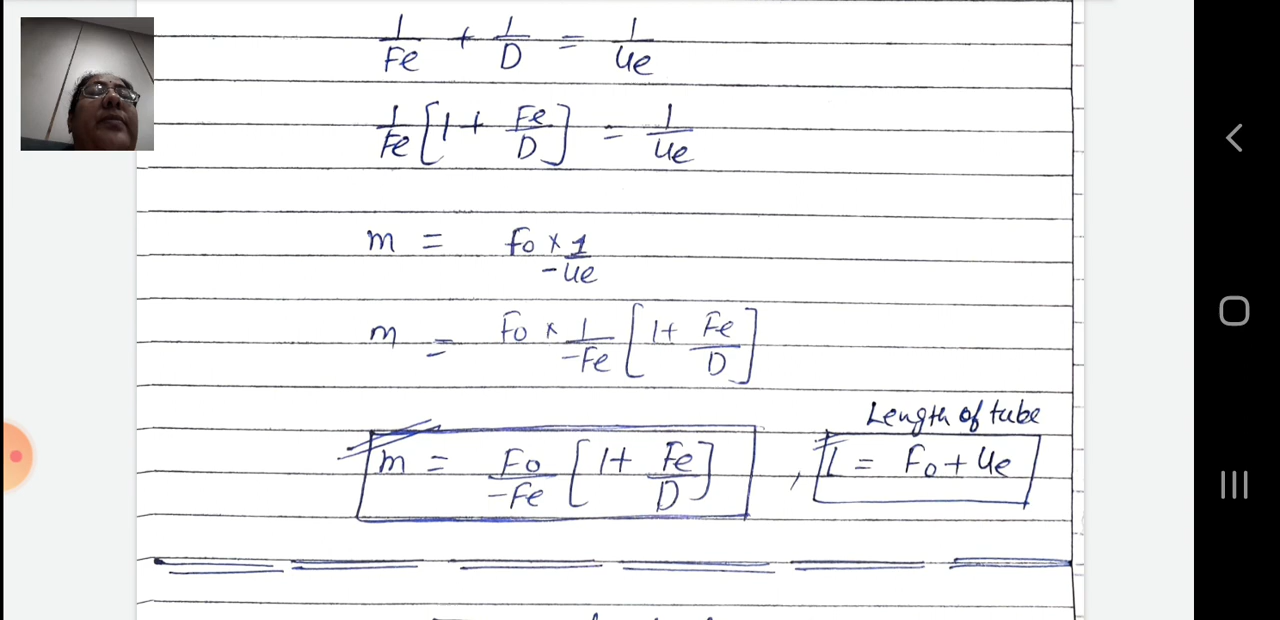 1/Fe + 1/D = 1/ue
1/Fe [1 + Fe/D] = 1/ue
m = fo × 1/-ue
m = Fo × 1/-Fe [1 + Fe/D]
Length of tube
m = Fo/-Fe [1 + Fe/D] , L = Fo + ue